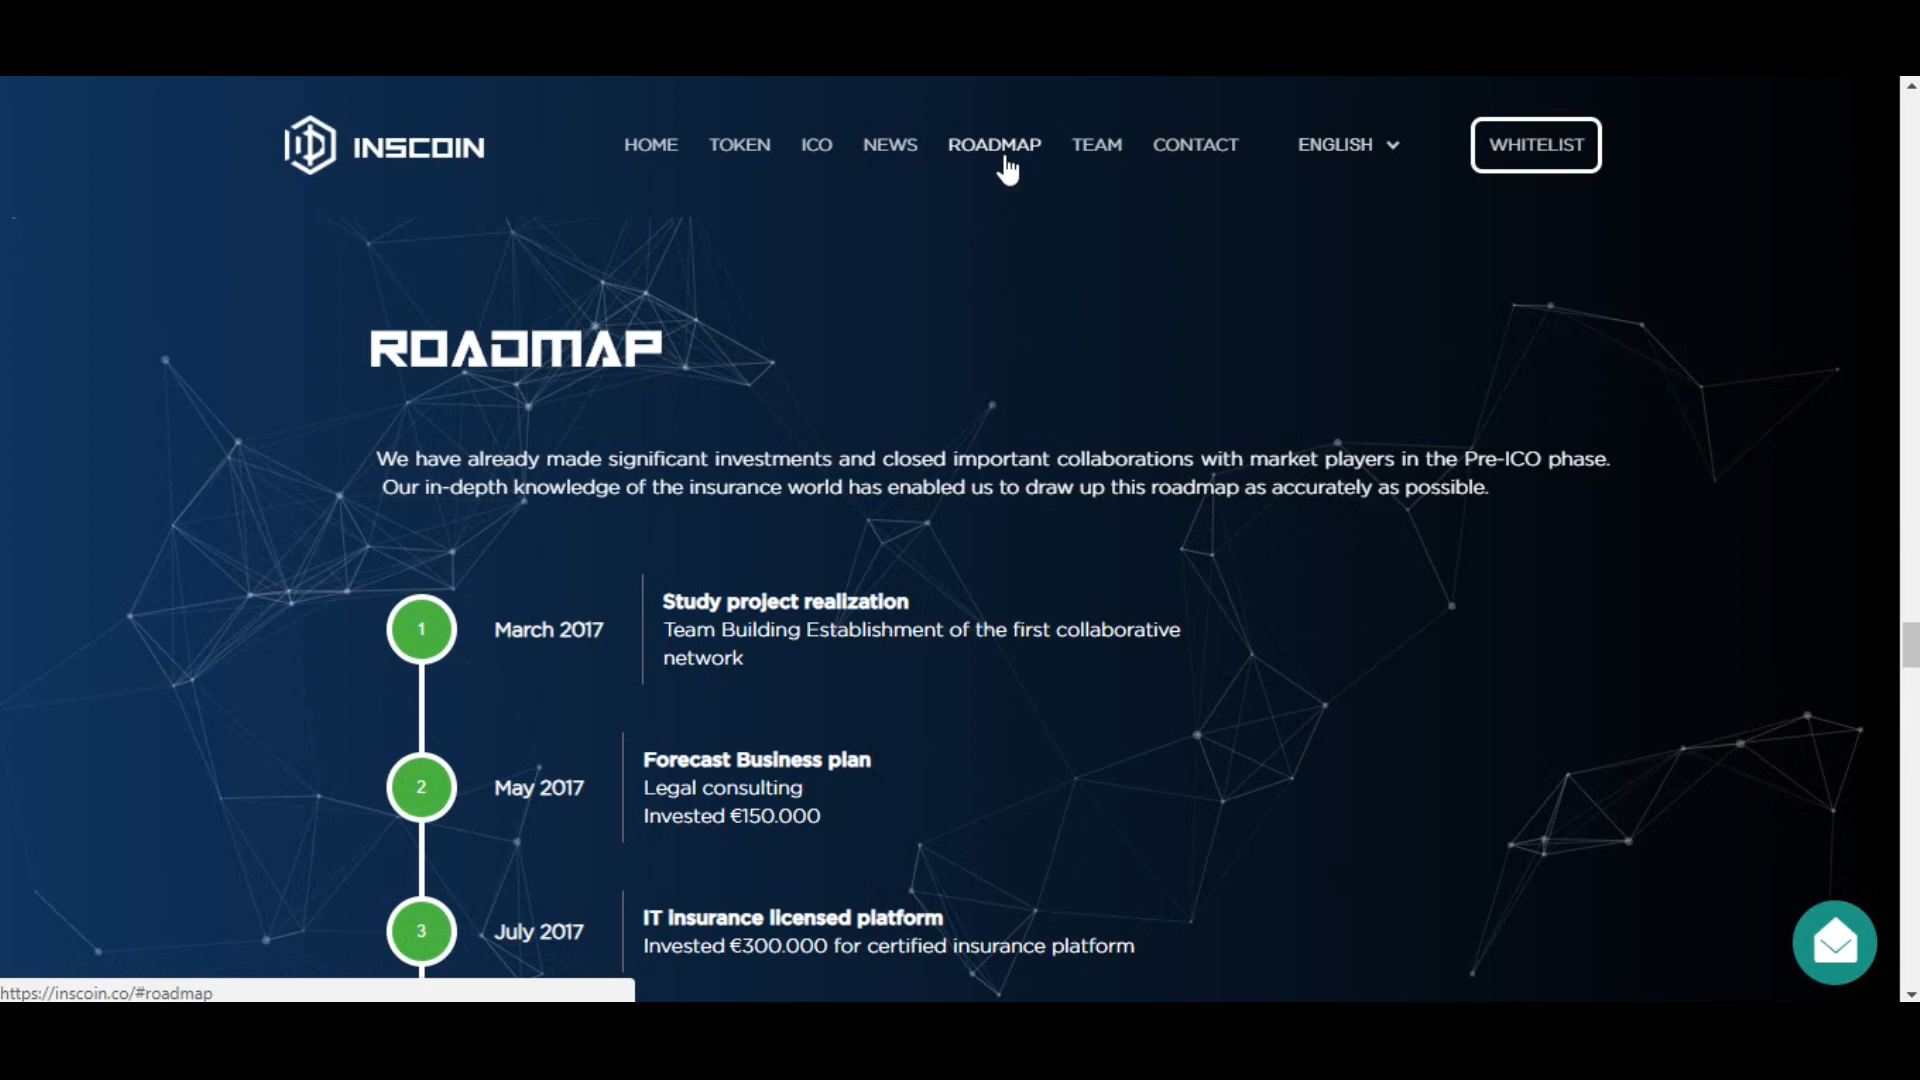 INSCOIN
HOME TOKEN ICO NEWS ROADMAP TEAM CONTACT ENGLISH WHITELIST
ROADMAP
We have already made significant investments and closed important collaborations with market players in the Pre-ICO phase.
Our in-depth knowledge of the insurance world has enabled us to draw up this roadmap as accurately as possible.
1
March 2017
Study project realization
Team Building Establishment of the first collaborative
network
2
May 2017
Forecast Business plan
Legal consulting
Invested €150.000
3
July 2017
IT insurance licensed platform
Invested €300.000 for certified insurance platform
https://inscoin.co/#roadmap